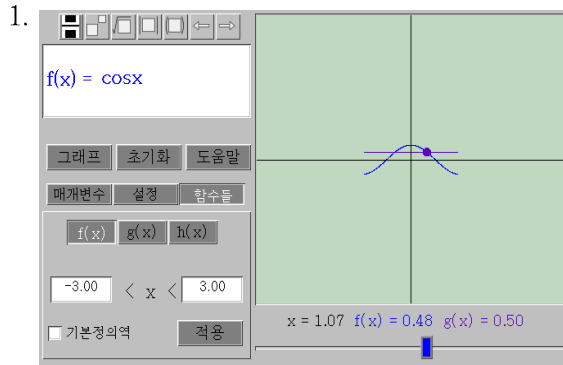 1.
f(x) = cosx
그래프 초기화 도움말
매개변수 설정 함수들
f(x) g(x) h(x)
-3.00 < x < 3.00
기본정의역 적용
x = 1.07 f(x) = 0.48 g(x) = 0.50